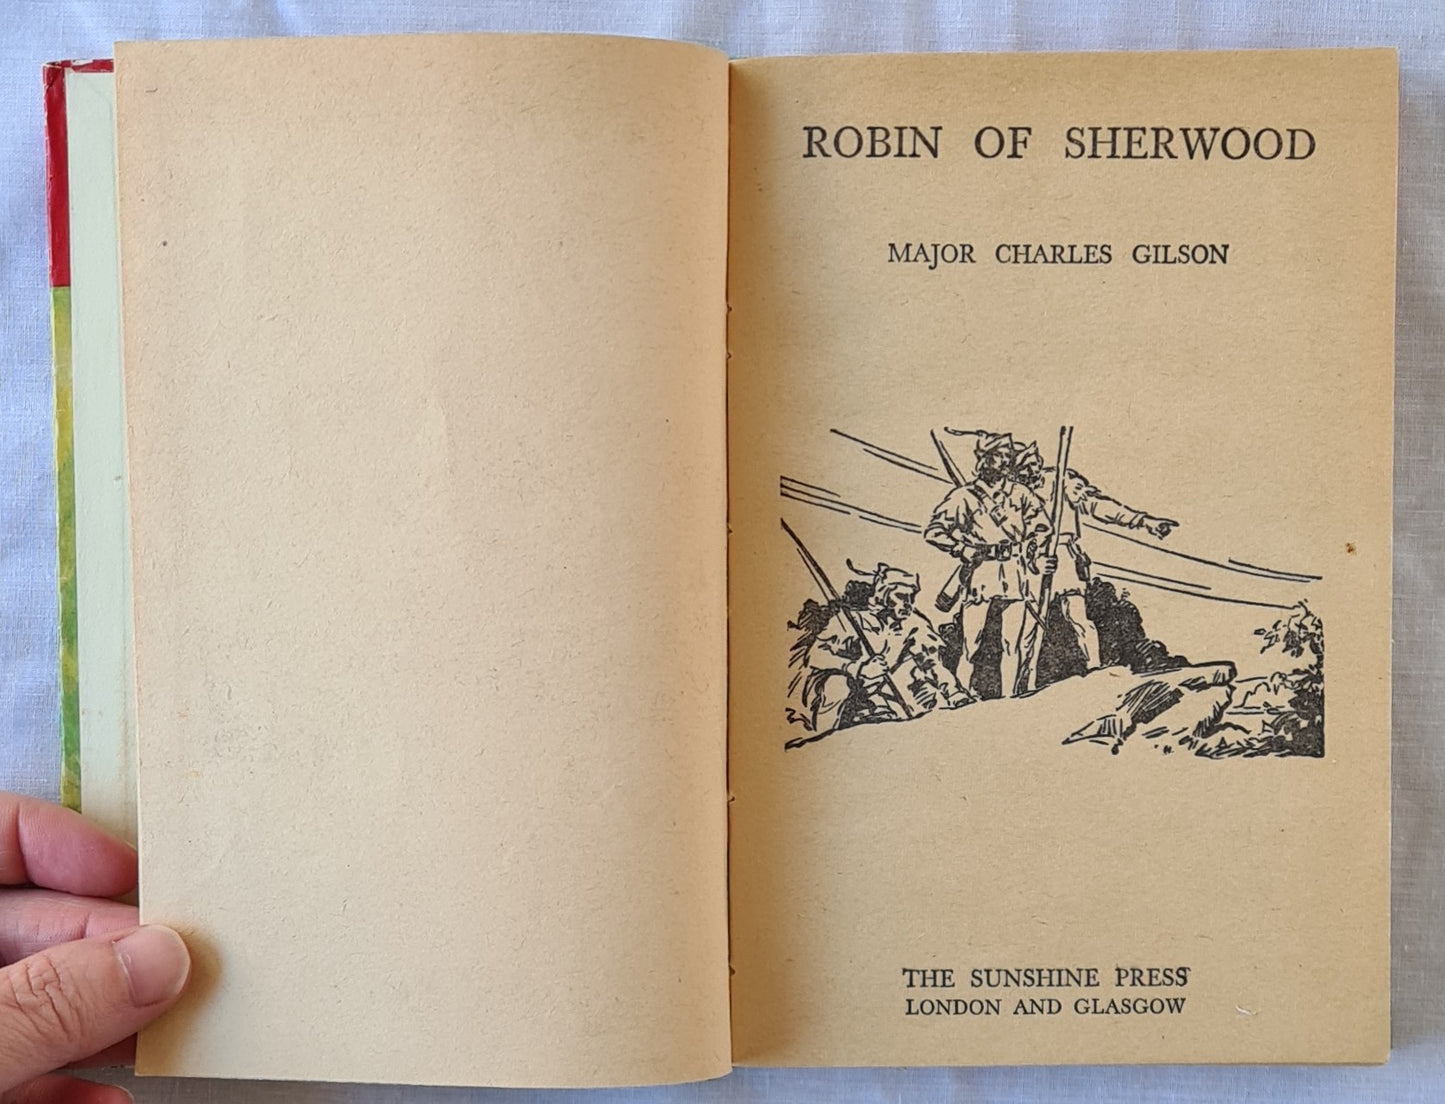 ROBIN OF SHERWOOD
MAJOR CHARLES GILSON
THE SUNSHINE PRESS
LONDON AND GLASGOW